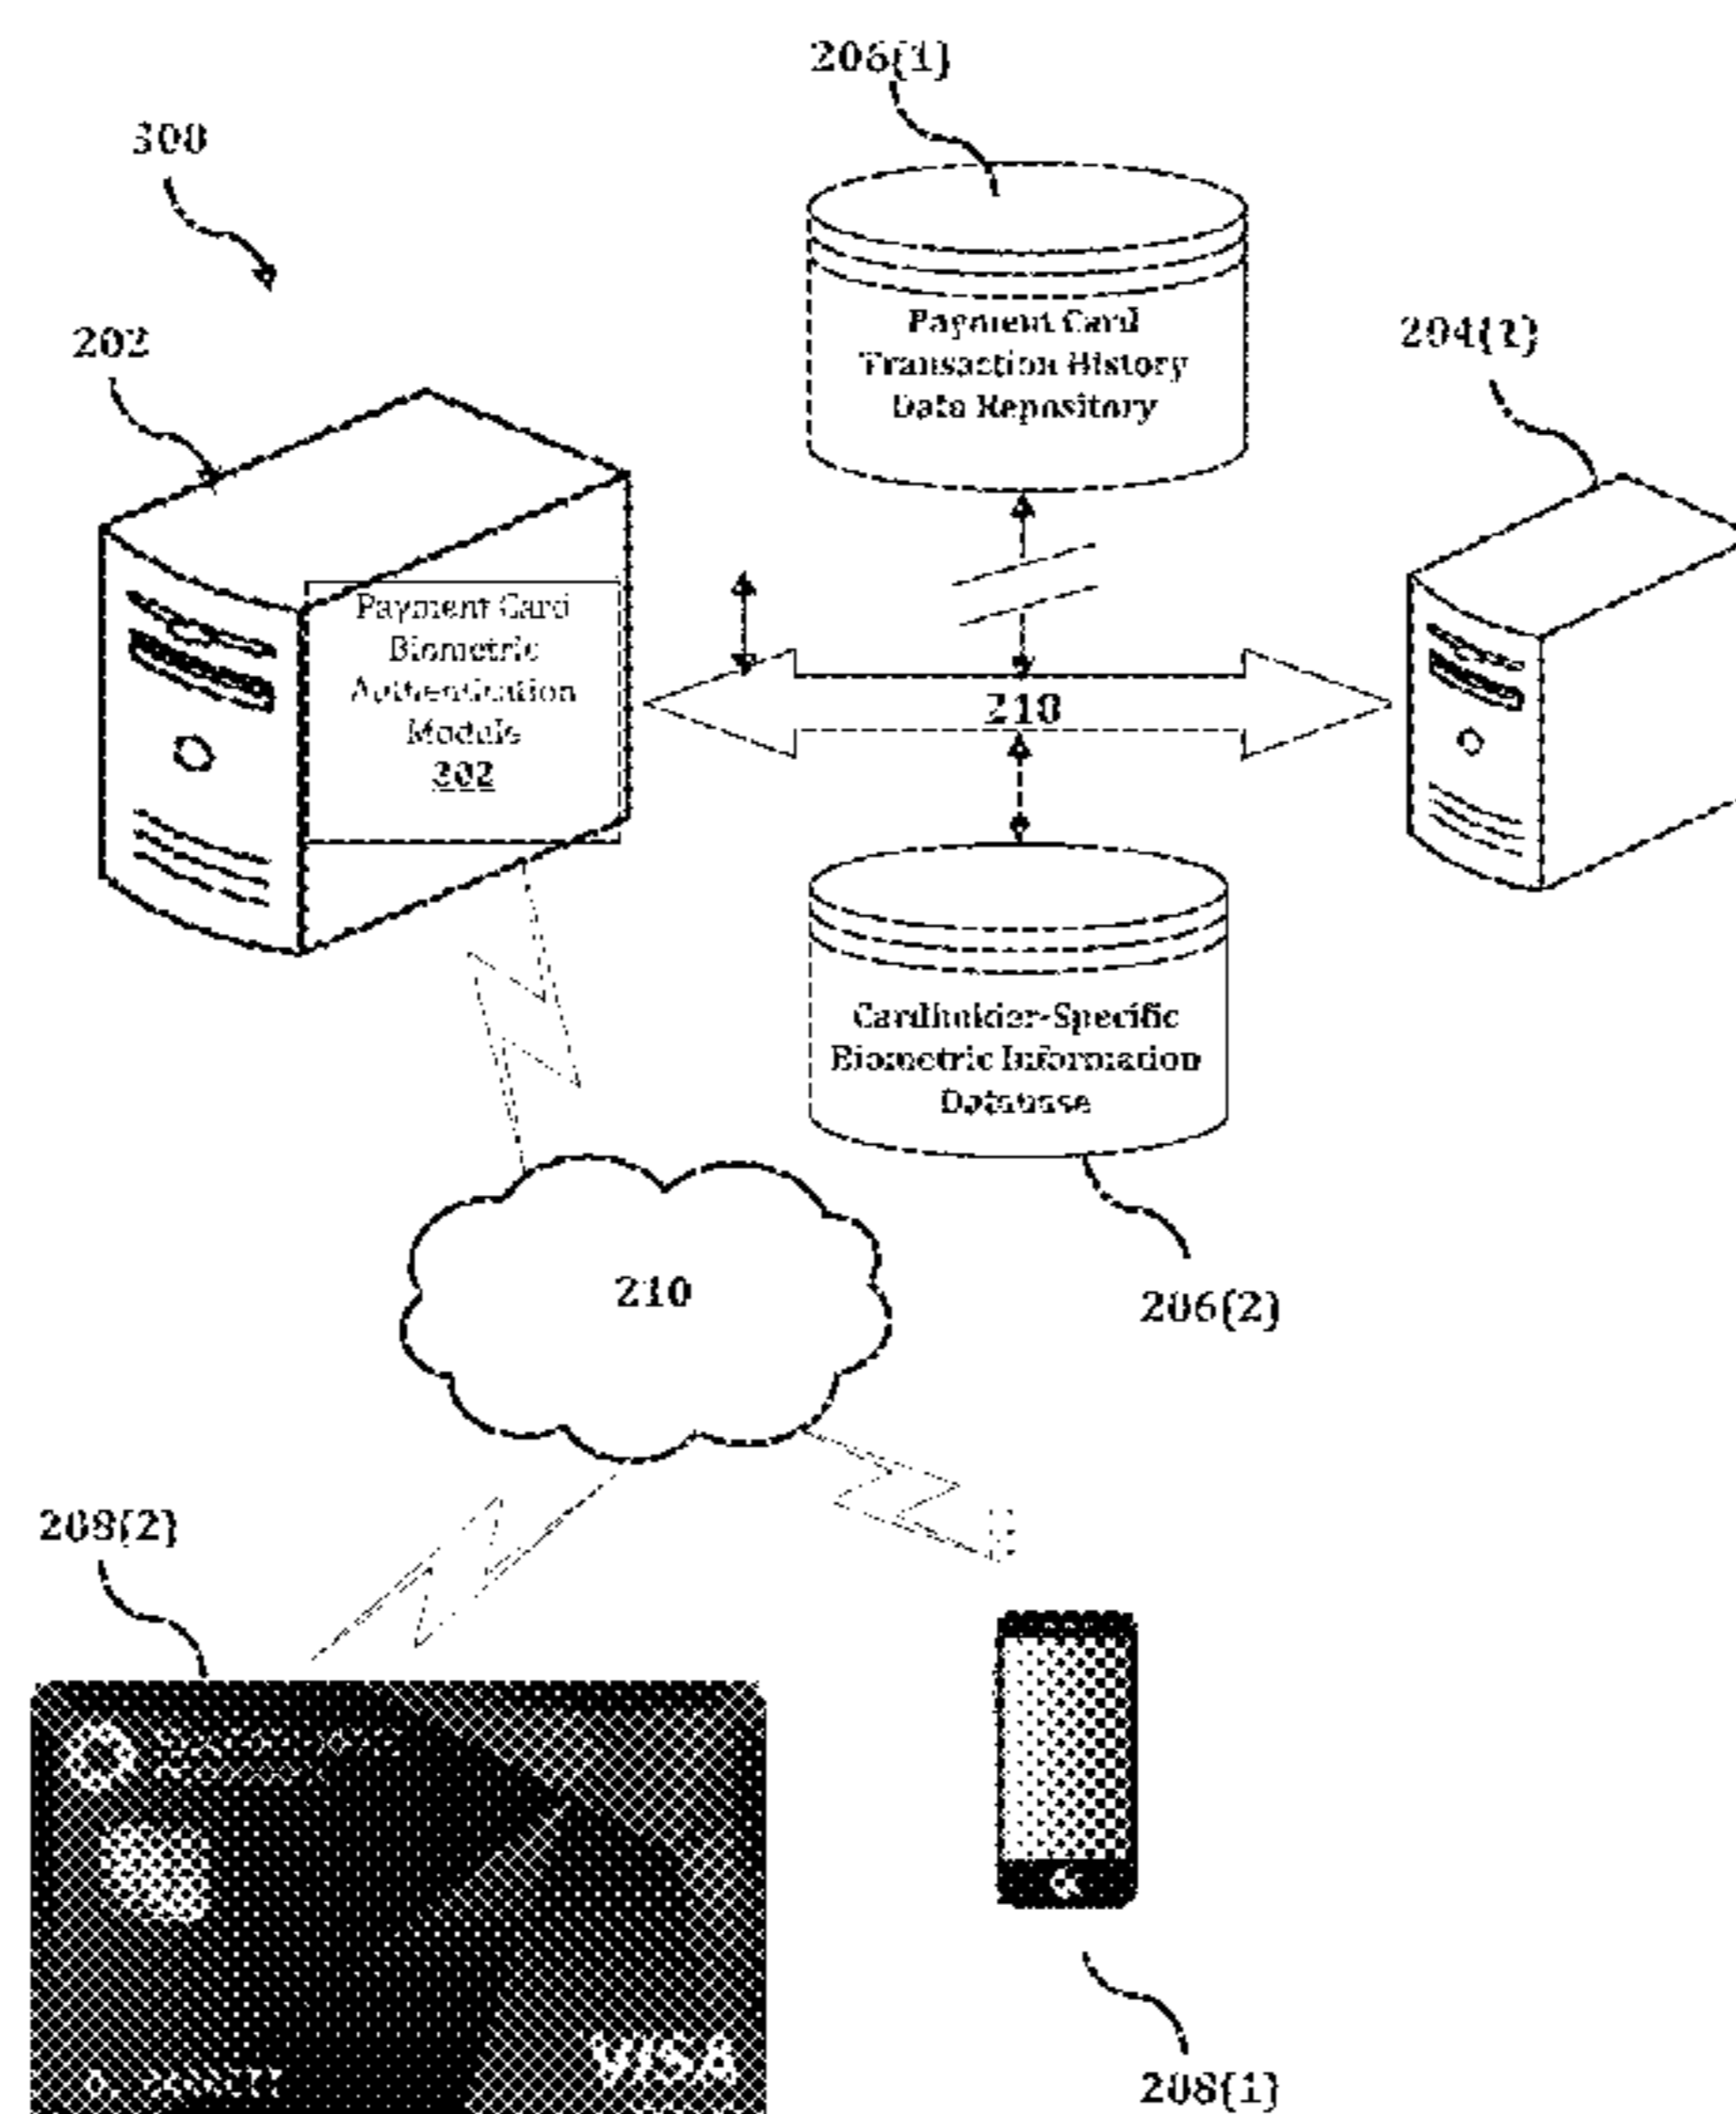 206(1)
300
202
204(1)
Payment Card
Transaction History
Data Repository
Payment Card
Biometric
Authentication
Module
302
210
Cardholder-Specific
Biometric Information
Database
210
206(2)
208(2)
VISA
208(1)